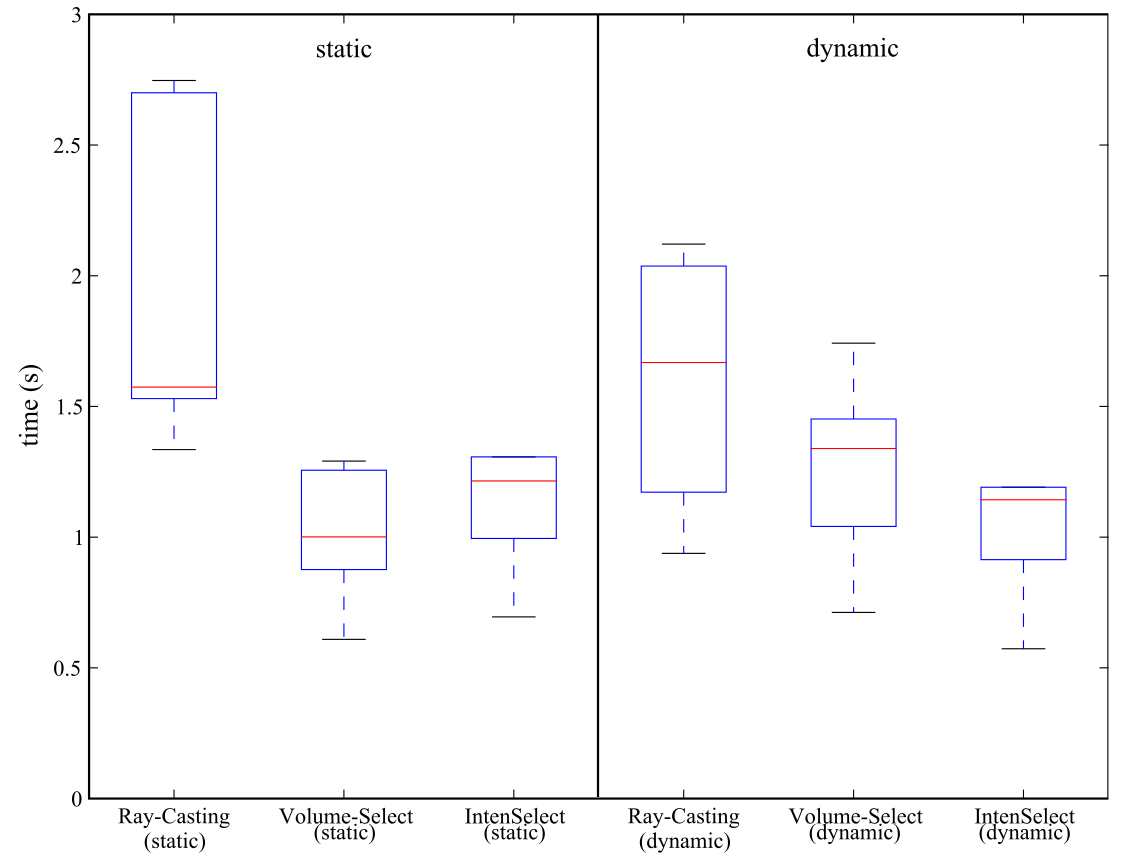 static
dynamic
3
2.5
2
1.5
1
0.5
0
time (s)
Ray-Casting
(static)
Volume-Select
(static)
IntenSelect
(static)
Ray-Casting
(dynamic)
Volume-Select
(dynamic)
IntenSelect
(dynamic)